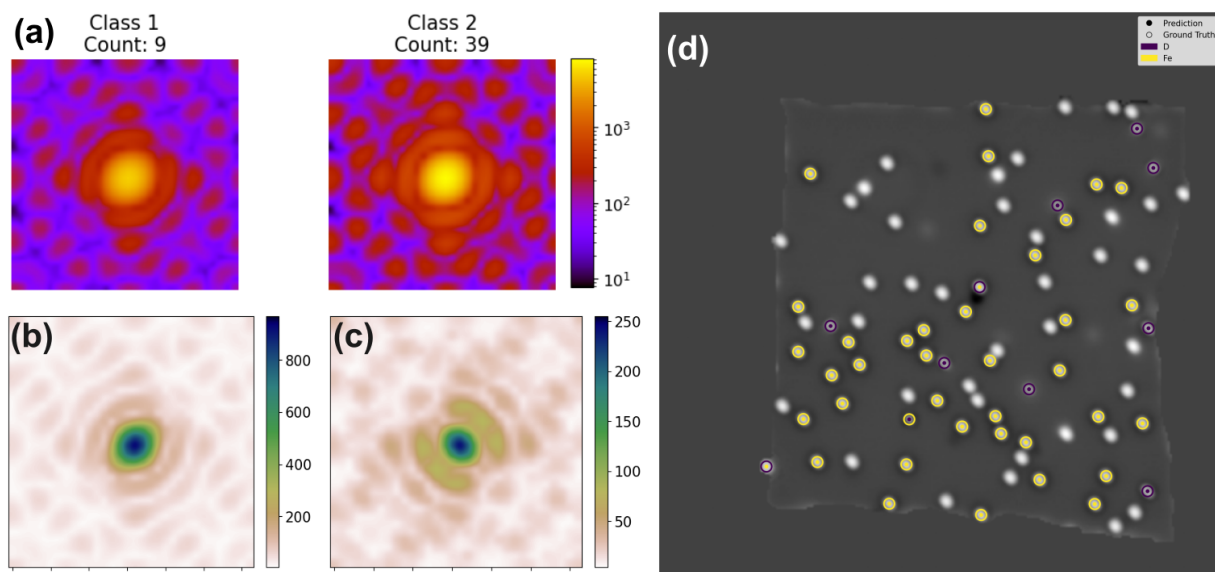 (a)
Class 1
Count: 9
Class 2
Count: 39
10³
10²
10¹
(b)
800
600
400
200
(c)
250
200
150
100
50
(d)
Prediction
Ground Truth
D
Fe